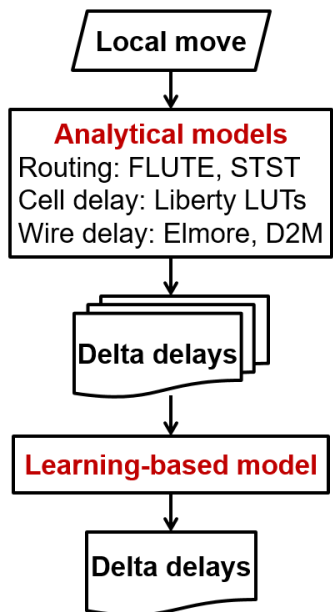 Local move
Analytical models
Routing: FLUTE, STST
Cell delay: Liberty LUTs
Wire delay: Elmore, D2M
Delta delays
Learning-based model
Delta delays